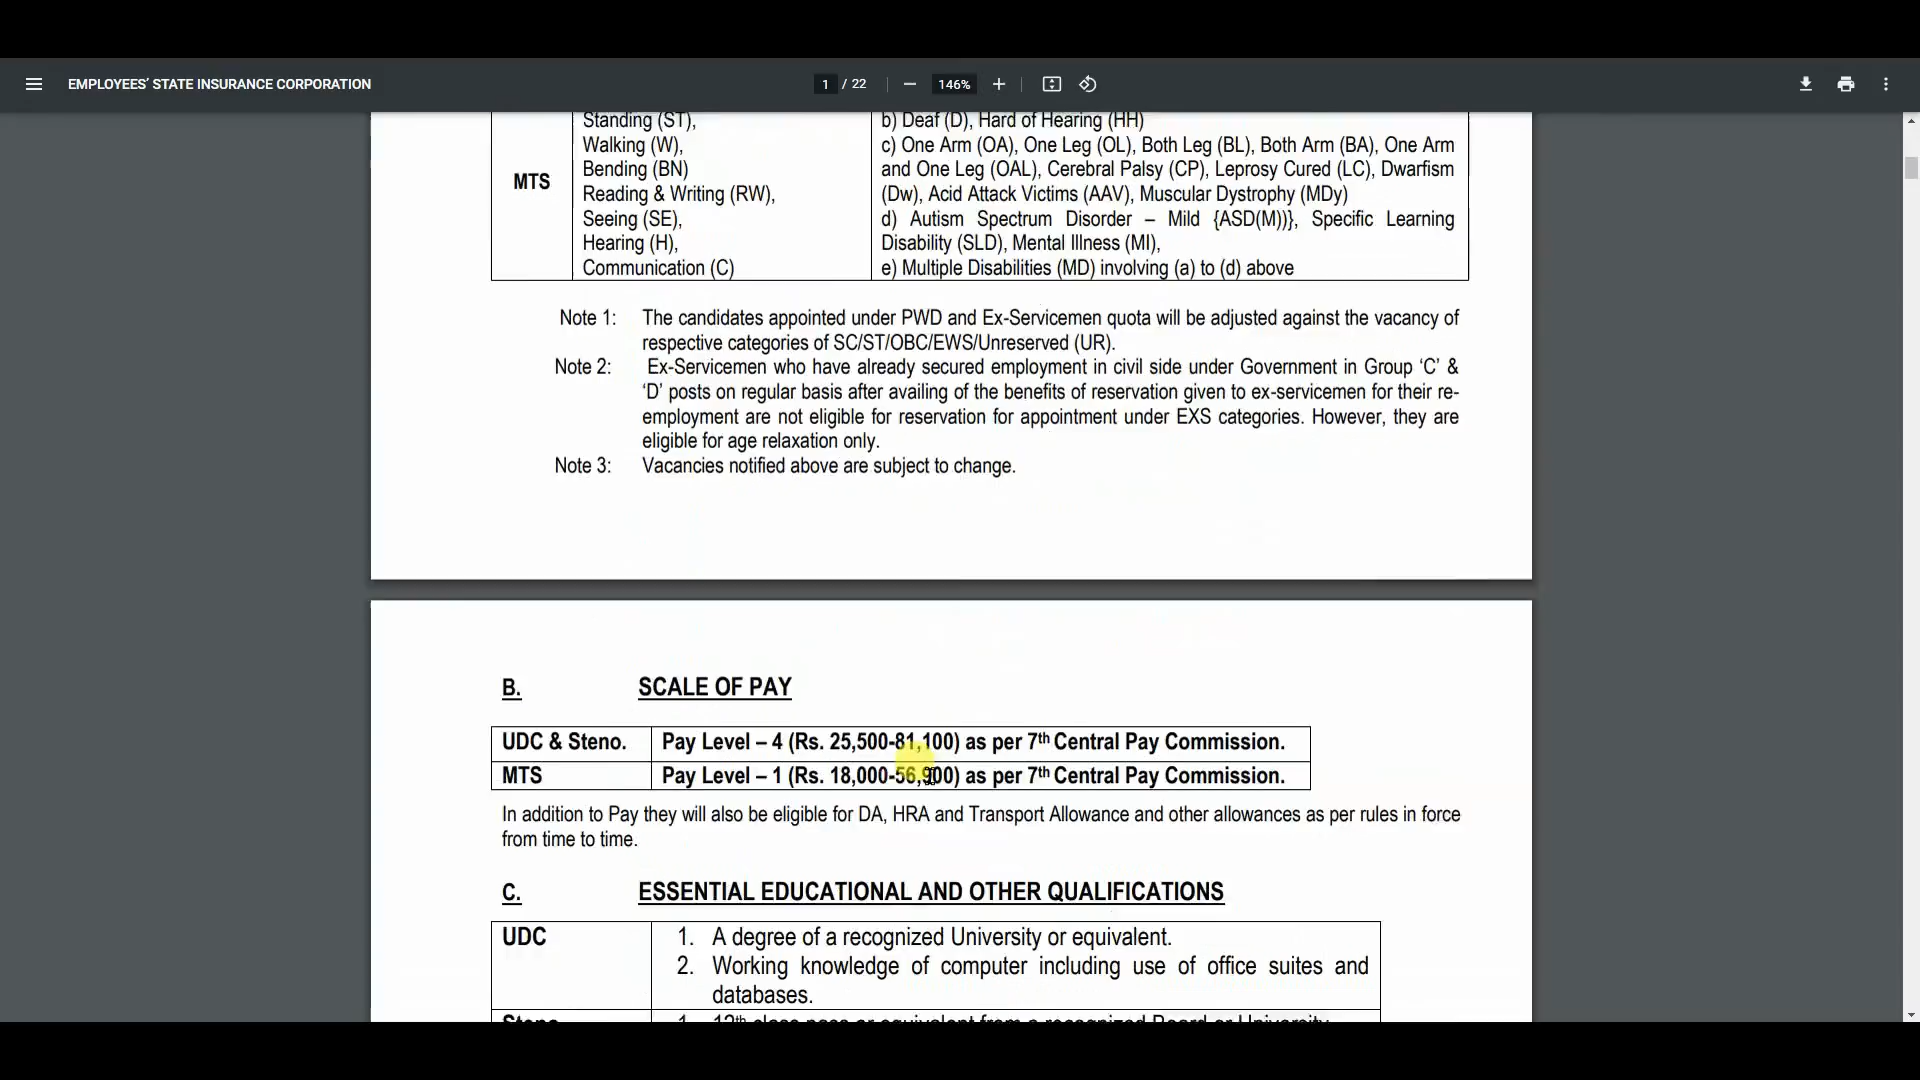 EMPLOYEES' STATE INSURANCE CORPORATION
1 / 22
146%
MTS
Standing (ST),
Walking (W),
Bending (BN)
Reading & Writing (RW),
Seeing (SE),
Hearing (H),
Communication (C)
b) Deaf (D), Hard of Hearing (HH)
c) One Arm (OA), One Leg (OL), Both Leg (BL), Both Arm (BA), One Arm
and One Leg (OAL), Cerebral Palsy (CP), Leprosy Cured (LC), Dwarfism
(Dw), Acid Attack Victims (AAV), Muscular Dystrophy (MDy)
d) Autism Spectrum Disorder – Mild {ASD(M))}, Specific Learning
Disability (SLD), Mental Illness (MI),
e) Multiple Disabilities (MD) involving (a) to (d) above
Note 1: The candidates appointed under PWD and Ex-Servicemen quota will be adjusted against the vacancy of
respective categories of SC/ST/OBC/EWS/Unreserved (UR).
Note 2: Ex-Servicemen who have already secured employment in civil side under Government in Group ‘C’ &
‘D’ posts on regular basis after availing of the benefits of reservation given to ex-servicemen for their re-
employment are not eligible for reservation for appointment under EXS categories. However, they are
eligible for age relaxation only.
Note 3: Vacancies notified above are subject to change.
B. SCALE OF PAY
UDC & Steno. Pay Level – 4 (Rs. 25,500-81,100) as per 7th Central Pay Commission.
MTS Pay Level – 1 (Rs. 18,000-56,900) as per 7th Central Pay Commission.
In addition to Pay they will also be eligible for DA, HRA and Transport Allowance and other allowances as per rules in force
from time to time.
C. ESSENTIAL EDUCATIONAL AND OTHER QUALIFICATIONS
UDC 1. A degree of a recognized University or equivalent.
2. Working knowledge of computer including use of office suites and
databases.
Steno 1. 12th class pass or equivalent from a recognized Board or University